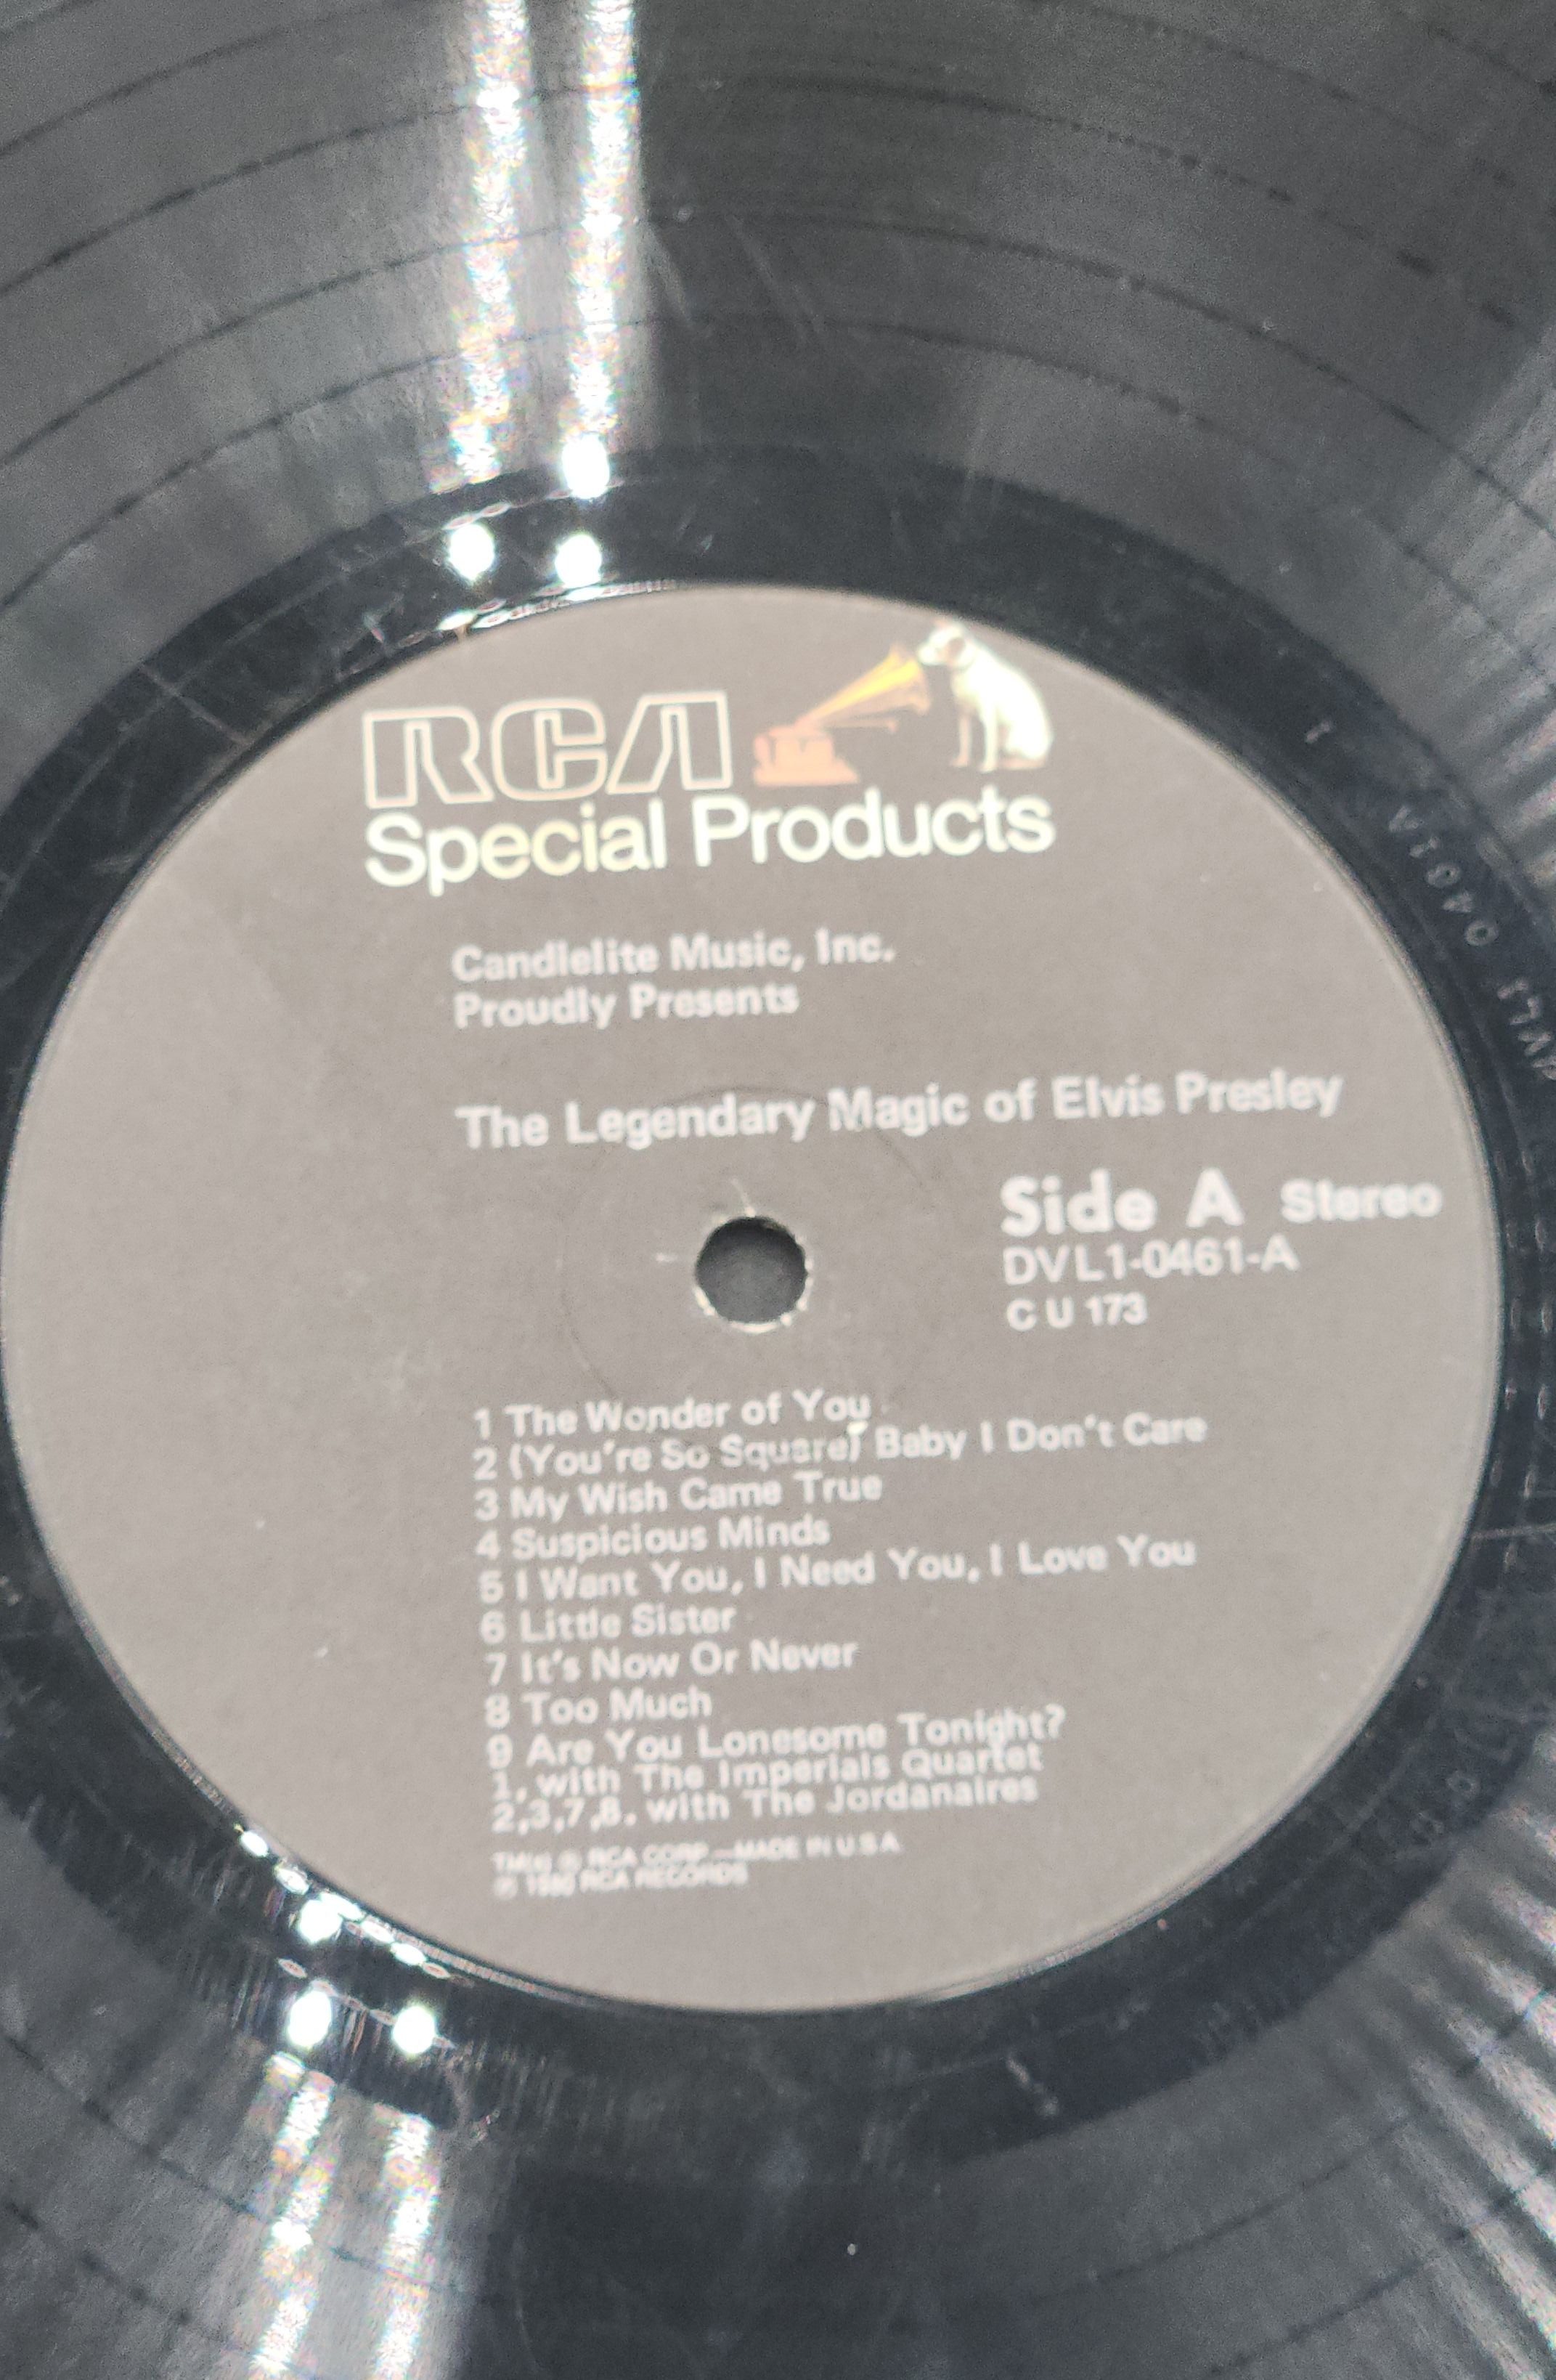 RCA
Special Products
Candlelite Music, Inc.
Proudly Presents
The Legendary Magic of Elvis Presley
Side A Stereo
DVL1-0461-A
CU 173
1 The Wonder of You
2 (You're So Square) Baby I Don't Care
3 My Wish Came True
4 Suspicious Minds
5 I Want You, I Need You, I Love You
6 Little Sister
7 It's Now Or Never
8 Too Much
9 Are You Lonesome Tonight?
1, with The Imperials Quartet
2,3,7,8. with The Jordanaires
TM(s) ® RCA CORP.—MADE IN U.S.A.
℗ 1980 RCA RECORDS